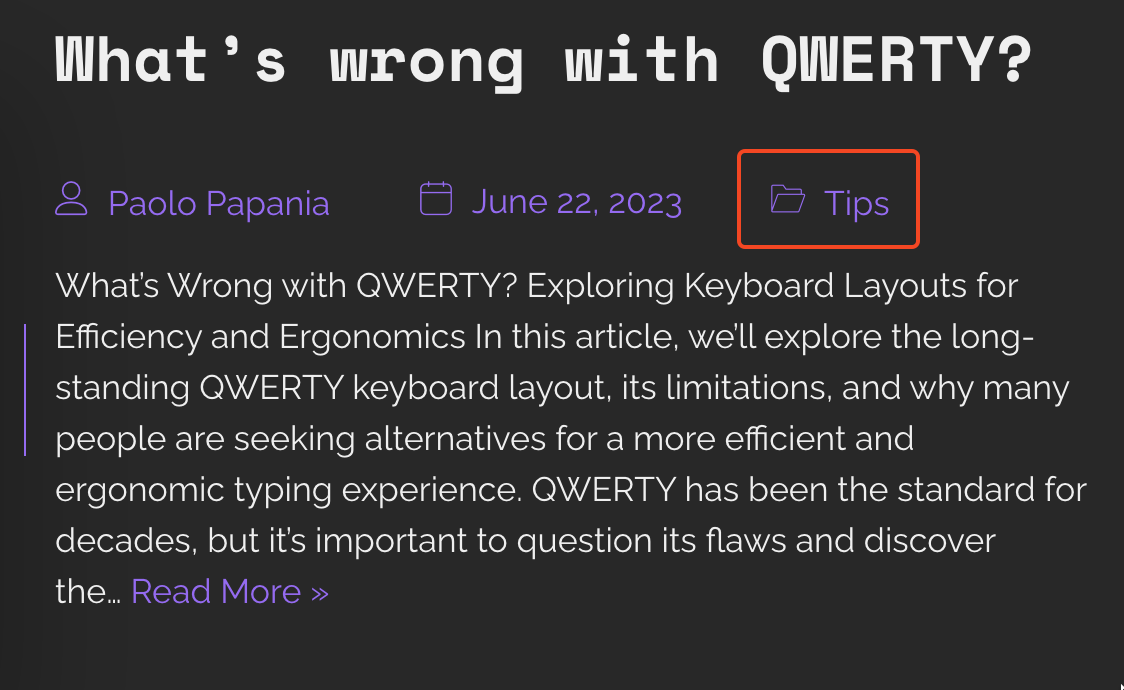 What’s wrong with QWERTY?
Paolo Papania June 22, 2023 Tips
What’s Wrong with QWERTY? Exploring Keyboard Layouts for
Efficiency and Ergonomics In this article, we’ll explore the long-
standing QWERTY keyboard layout, its limitations, and why many
people are seeking alternatives for a more efficient and
ergonomic typing experience. QWERTY has been the standard for
decades, but it’s important to question its flaws and discover
the… Read More »